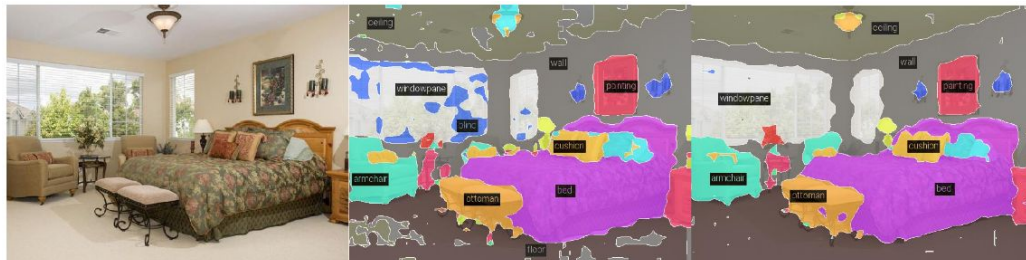 ceiling
wall
painting
windowpane
blind
cushion
armchair
bed
ottoman
floor
ceiling
wall
painting
windowpane
cushion
armchair
bed
ottoman